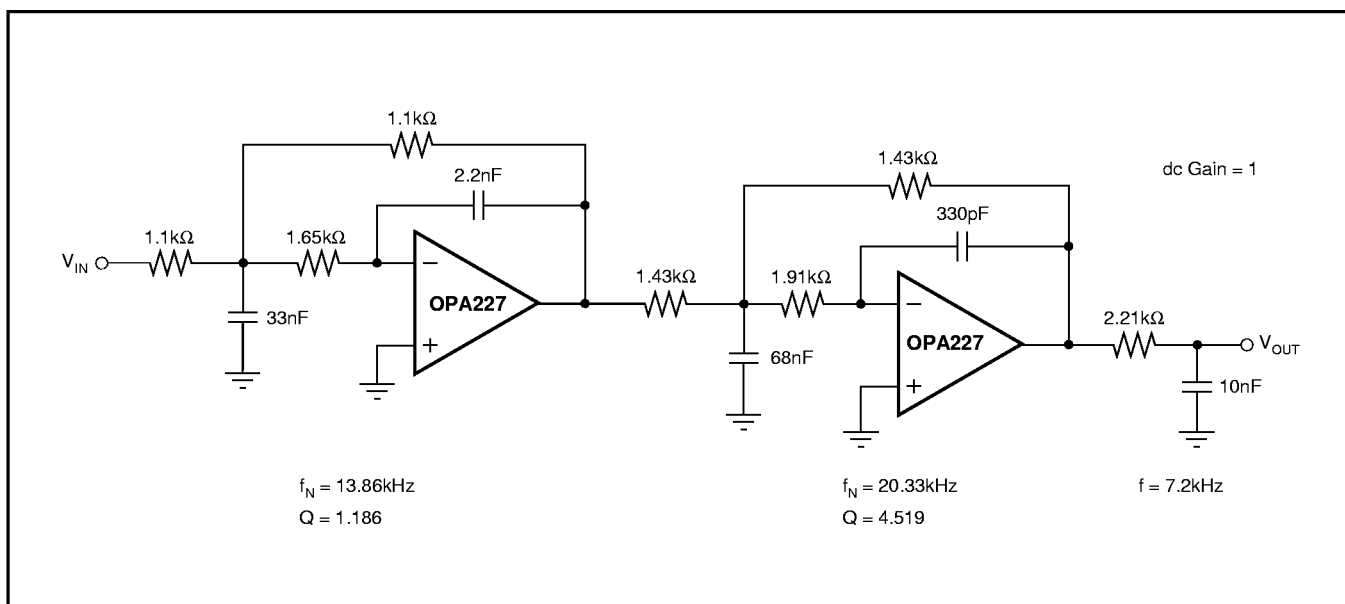 1.1kΩ
2.2nF
1.1kΩ
1.65kΩ
V_IN
−
OPA227
+
33nF
1.43kΩ
330pF
dc Gain = 1
1.43kΩ
1.91kΩ
−
OPA227
+
68nF
2.21kΩ
V_OUT
10nF
f_N = 13.86kHz
Q = 1.186
f_N = 20.33kHz
Q = 4.519
f = 7.2kHz